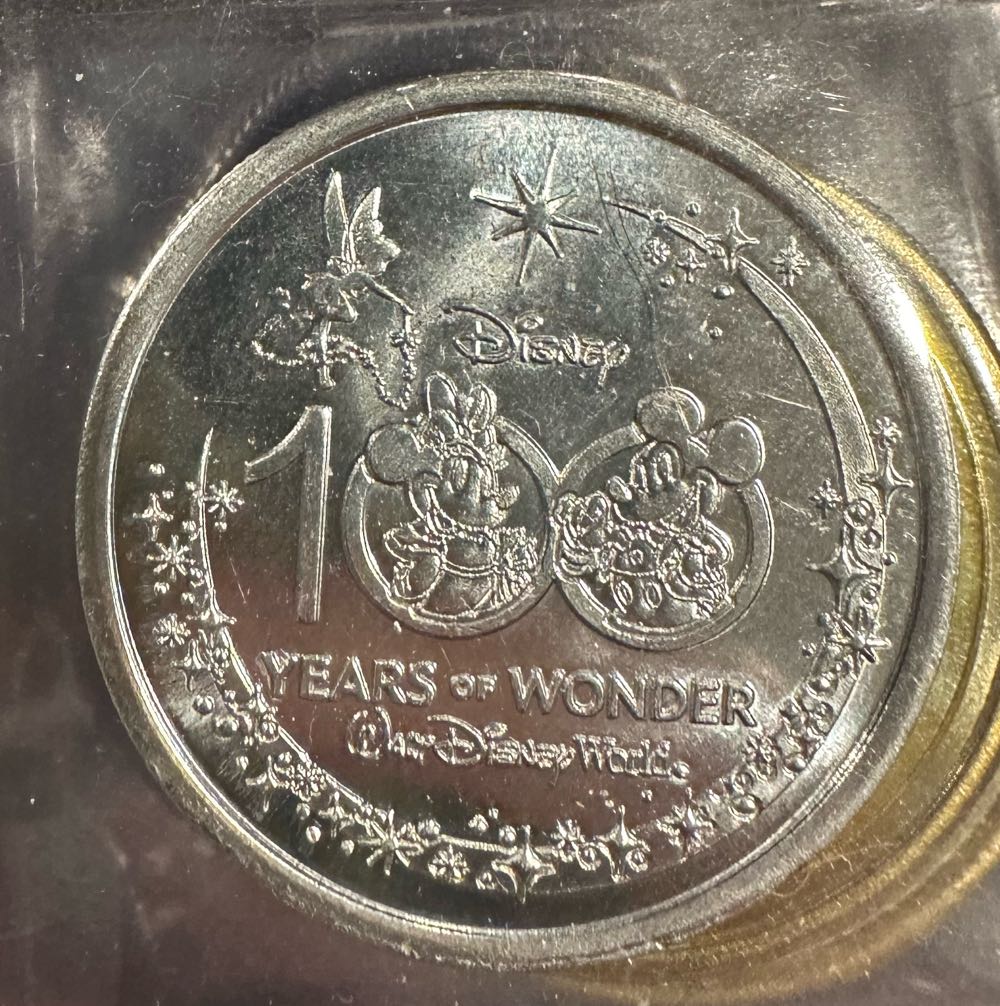 Disney
100
YEARS OF WONDER
Walt Disney World®